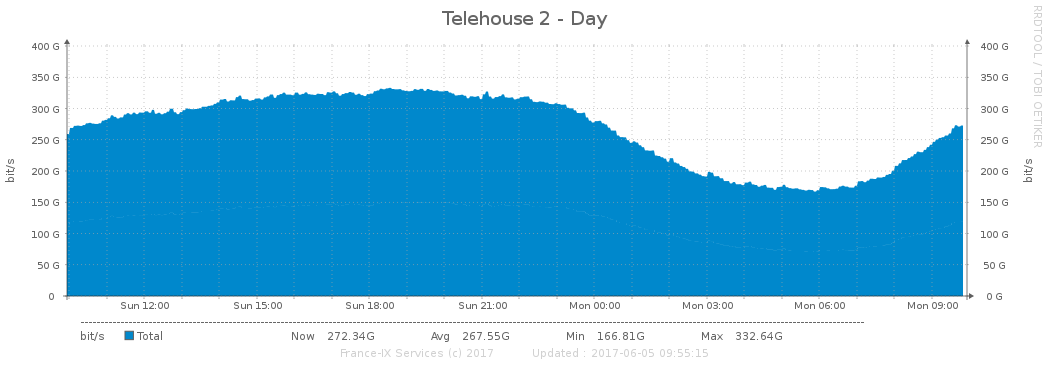 Telehouse 2 - Day
RRDTOOL / TOBI OETIKER
bit/s
400 G
350 G
300 G
250 G
200 G
150 G
100 G
50 G
0
400 G
350 G
300 G
250 G
200 G
150 G
100 G
50 G
0 G
bit/s
Sun 12:00 Sun 15:00 Sun 18:00 Sun 21:00 Mon 00:00 Mon 03:00 Mon 06:00 Mon 09:00
bit/s Total Now 272.34G Avg 267.55G Min 166.81G Max 332.64G
France-IX Services (c) 2017 Updated : 2017-06-05 09:55:15